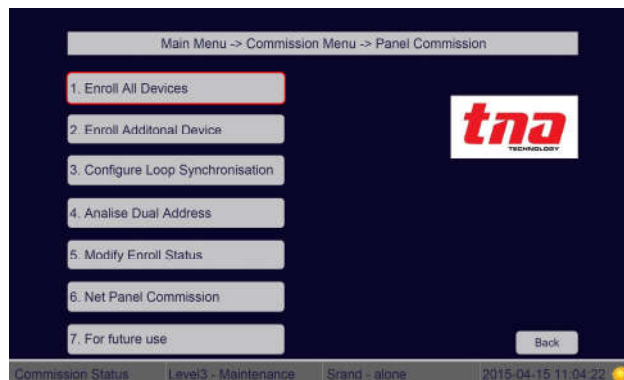 Main Menu -> Commission Menu -> Panel Commission
1. Enroll All Devices
2. Enroll Additonal Device
3. Configure Loop Synchronisation
4. Analise Dual Address
5. Modify Enroll Status
6. Net Panel Commission
7. For future use
tna
TECHNOLOGY
Back
Commission Status Level3 - Maintenance Srand - alone 2015-04-15 11:04:22